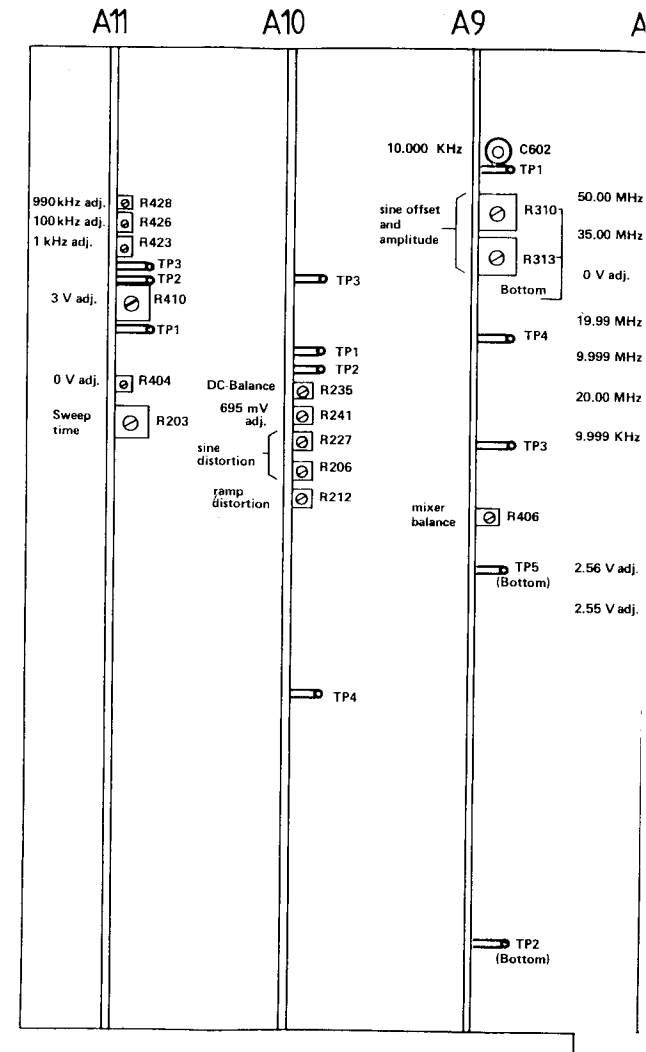 A11
A10
A9
A
10.000 KHz
C602
TP1
990 kHz adj.
R428
100 kHz adj.
R426
1 kHz adj.
R423
TP3
TP2
3 V adj.
R410
TP1
0 V adj.
R404
Sweep
time
R203
TP3
TP1
TP2
DC-Balance
R235
695 mV
adj.
R241
sine
distortion
R227
R206
ramp
distortion
R212
TP4
sine offset
and
amplitude
R310
R313
Bottom
TP4
TP3
mixer
balance
R406
TP5
(Bottom)
TP2
(Bottom)
50.00 MHz
35.00 MHz
0 V adj.
19.99 MHz
9.999 MHz
20.00 MHz
9.999 KHz
2.56 V adj.
2.55 V adj.